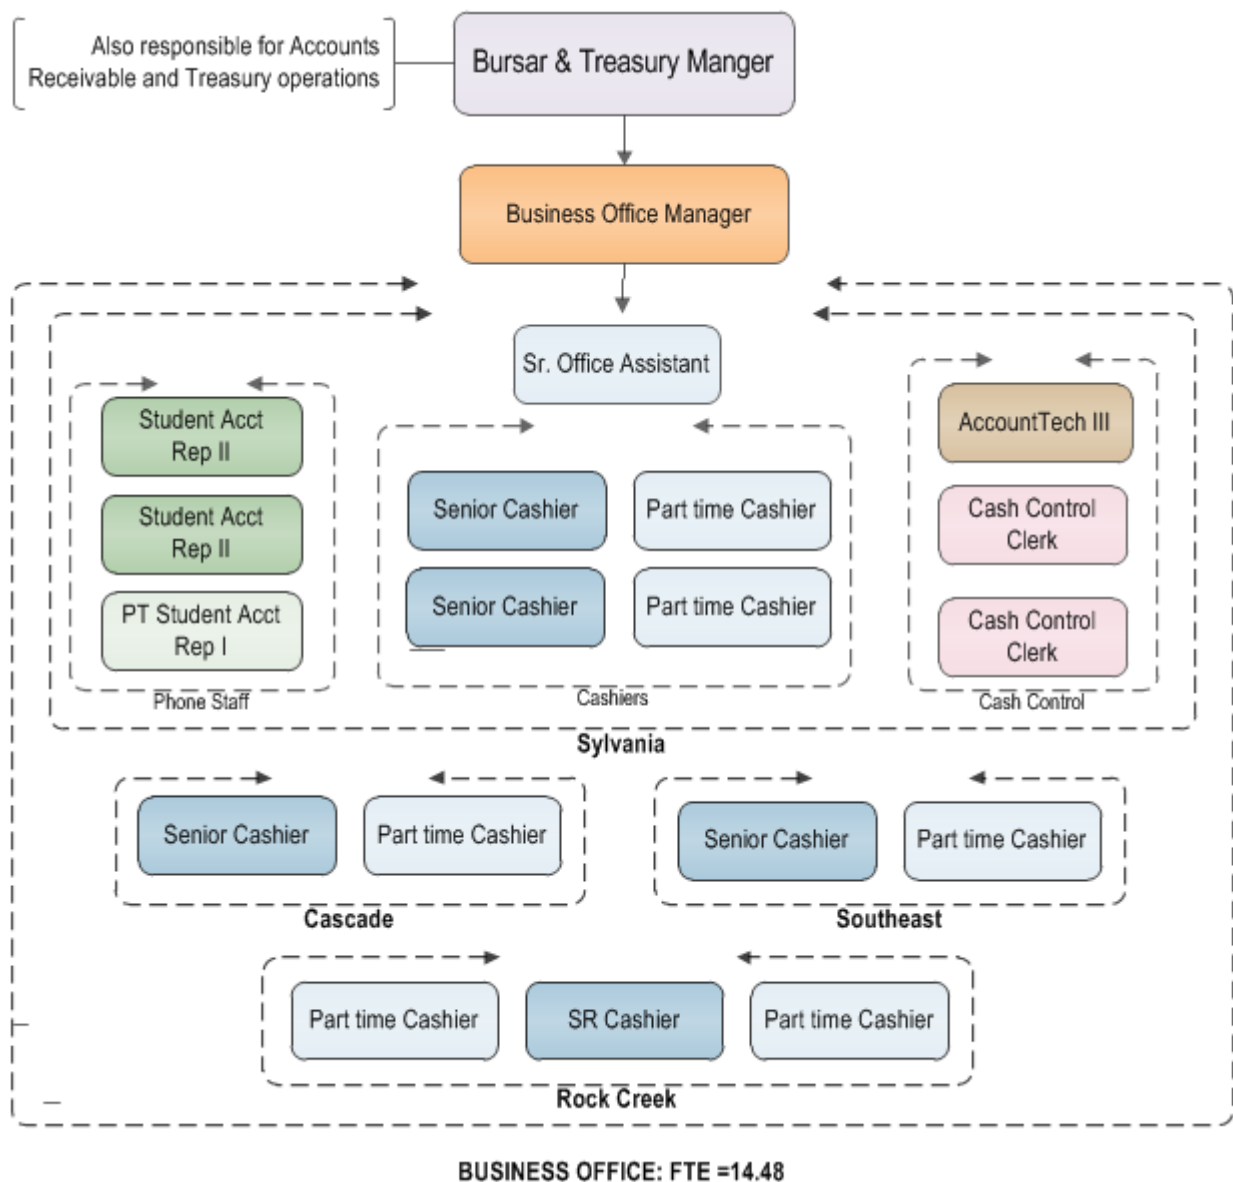 Also responsible for Accounts
Receivable and Treasury operations
Bursar & Treasury Manger
Business Office Manager
Sr. Office Assistant
Student Acct
Rep II
Student Acct
Rep II
PT Student Acct
Rep I
Phone Staff
Senior Cashier
Part time Cashier
Senior Cashier
Part time Cashier
Cashiers
AccountTech III
Cash Control
Clerk
Cash Control
Clerk
Cash Control
Sylvania
Senior Cashier
Part time Cashier
Cascade
Senior Cashier
Part time Cashier
Southeast
Part time Cashier
SR Cashier
Part time Cashier
Rock Creek
BUSINESS OFFICE: FTE =14.48